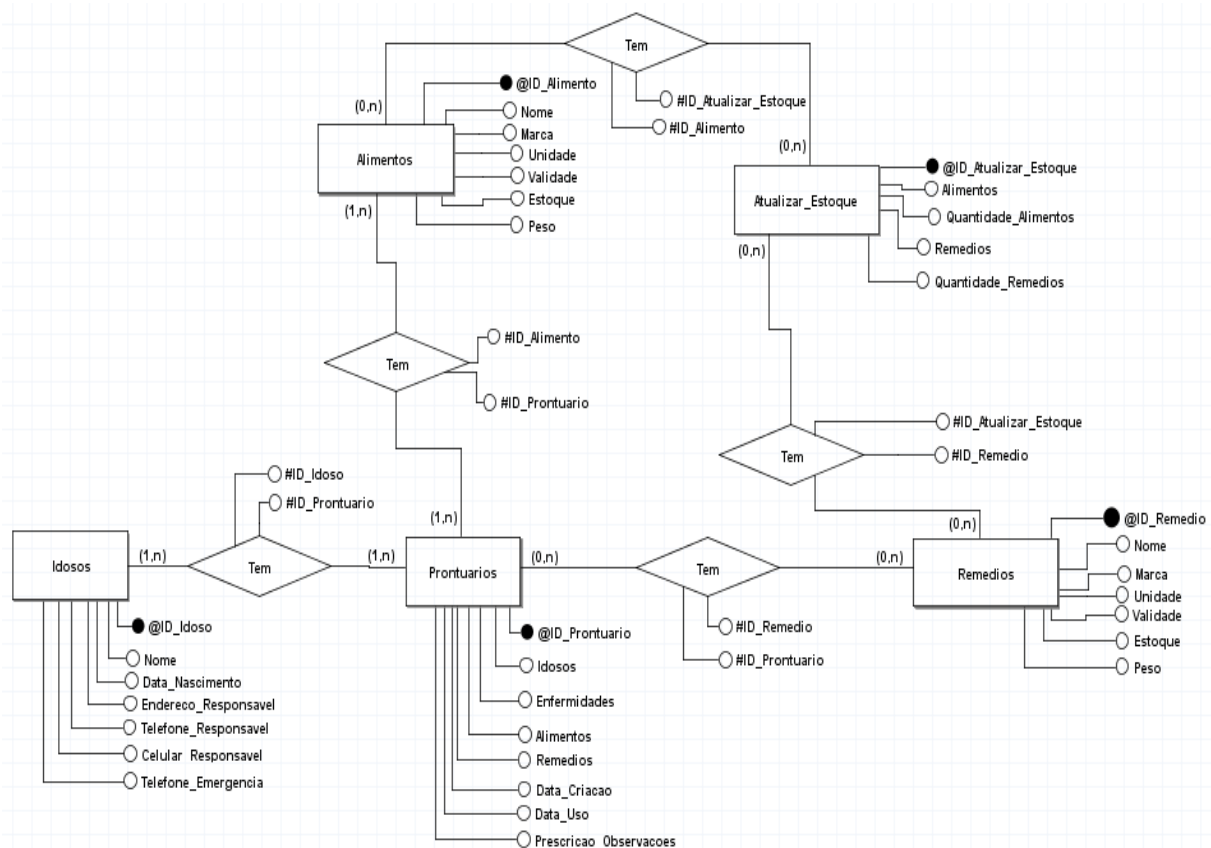 Tem
#ID_Atualizar_Estoque
#ID_Alimento
(0,n)
Alimentos
@ID_Alimento
Nome
Marca
Unidade
Validade
Estoque
Peso
(1,n)
(0,n)
Atualizar_Estoque
@ID_Atualizar_Estoque
Alimentos
Quantidade_Alimentos
Remedios
Quantidade_Remedios
(0,n)
Tem
#ID_Alimento
#ID_Prontuario
Tem
#ID_Atualizar_Estoque
#ID_Remedio
Idosos
(1,n)
Tem
#ID_Idoso
#ID_Prontuario
(1,n)
(1,n)
Prontuarios
(0,n)
Tem
#ID_Remedio
#ID_Prontuario
(0,n)
(0,n)
Remedios
@ID_Remedio
Nome
Marca
Unidade
Validade
Estoque
Peso
@ID_Idoso
Nome
Data_Nascimento
Endereco_Responsavel
Telefone_Responsavel
Celular_Responsavel
Telefone_Emergencia
@ID_Prontuario
Idosos
Enfermidades
Alimentos
Remedios
Data_Criacao
Data_Uso
Prescricao_Observacoes